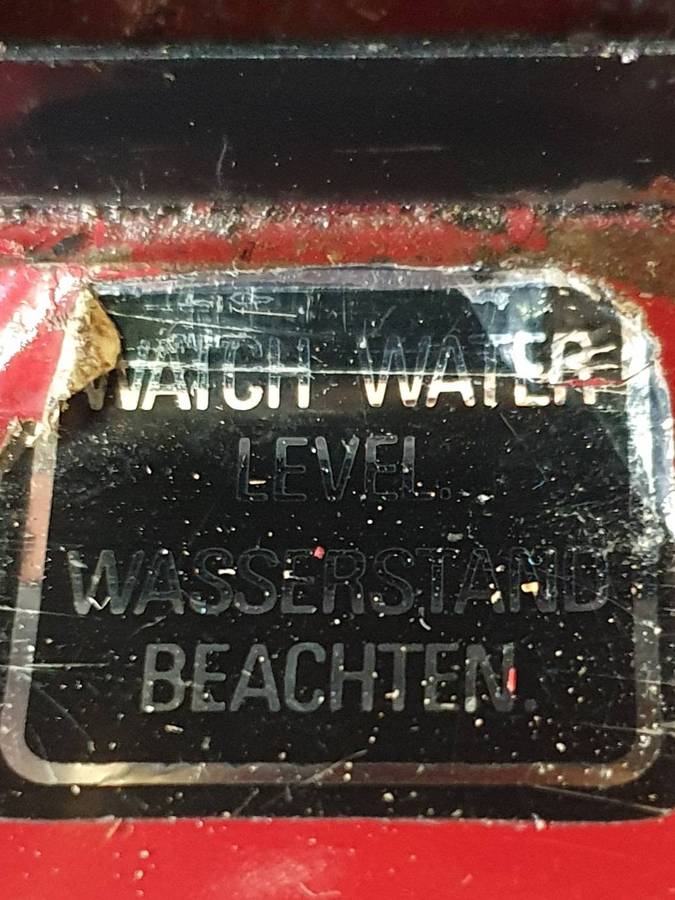 WATCH WATER
LEVEL.
WASSERSTAND
BEACHTEN.